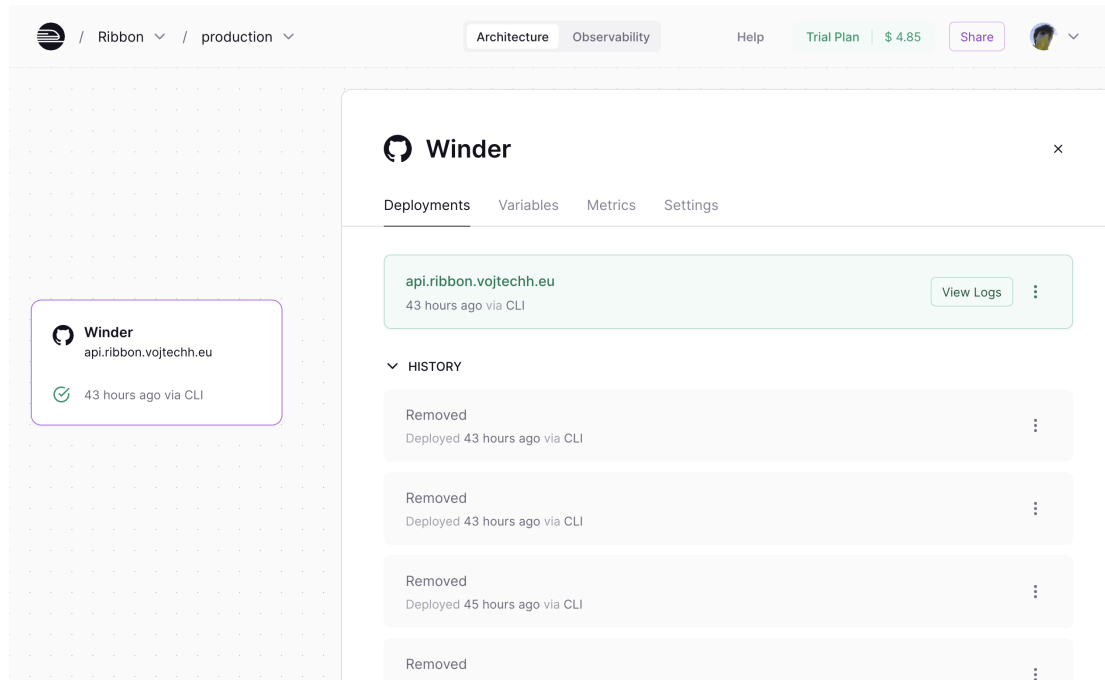 / Ribbon / production
Architecture Observability
Help Trial Plan $ 4.85 Share
Winder
Deployments Variables Metrics Settings
api.ribbon.vojtechh.eu
43 hours ago via CLI
View Logs
Winder
api.ribbon.vojtechh.eu
43 hours ago via CLI
HISTORY
Removed
Deployed 43 hours ago via CLI
Removed
Deployed 43 hours ago via CLI
Removed
Deployed 45 hours ago via CLI
Removed